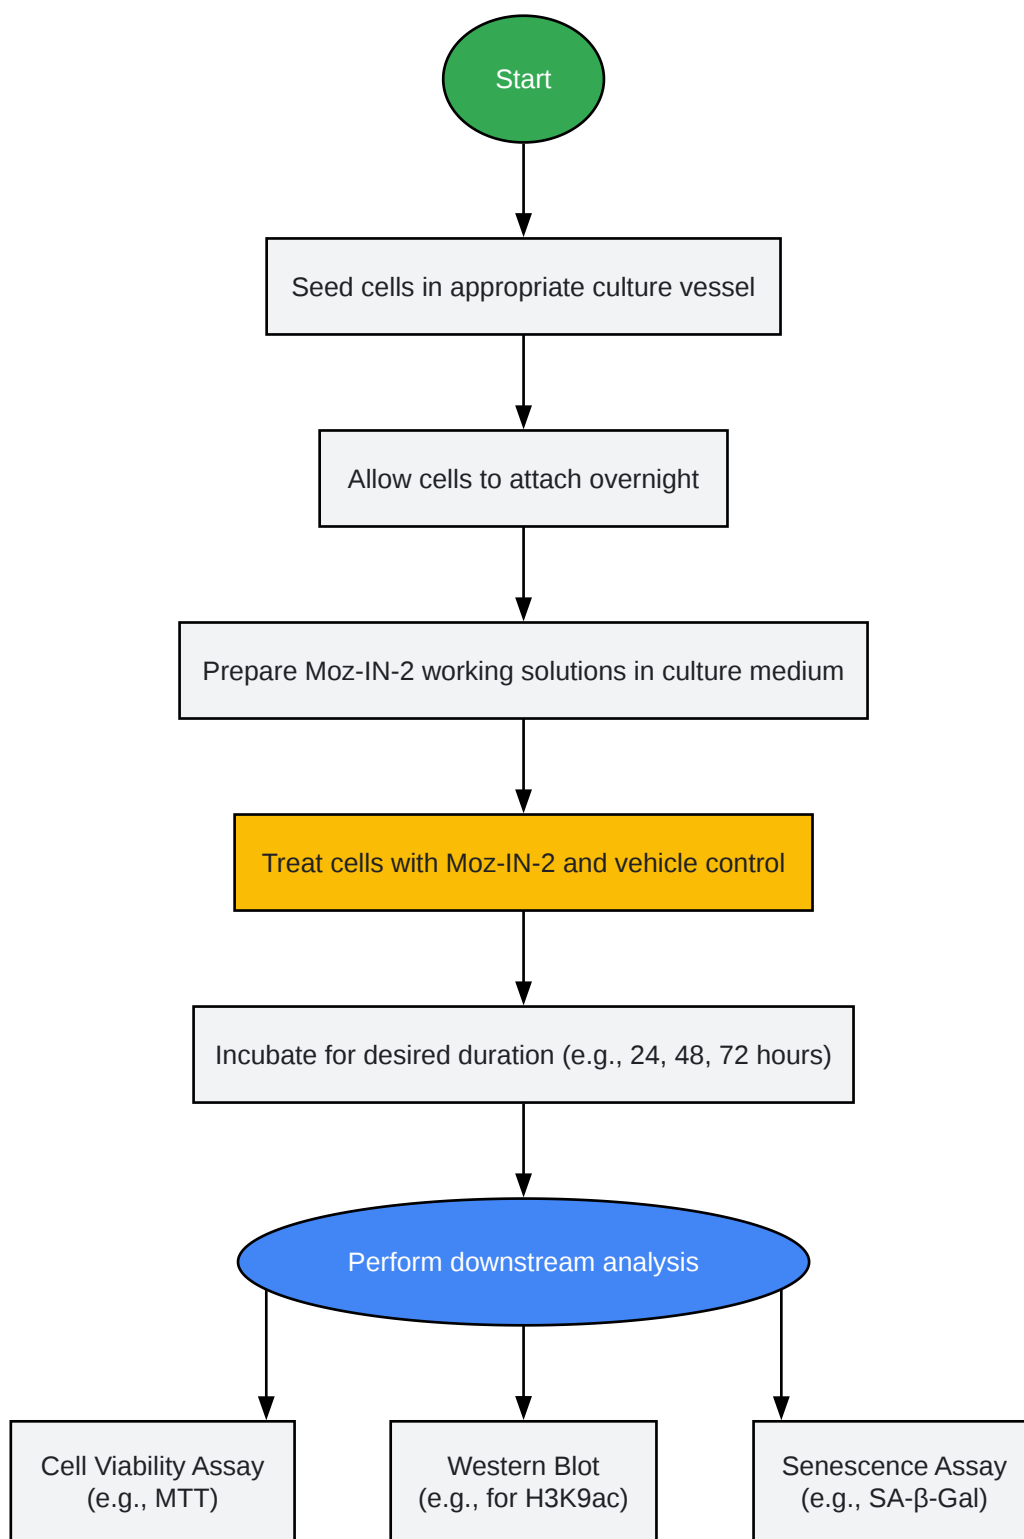 Start
Seed cells in appropriate culture vessel
Allow cells to attach overnight
Prepare Moz-IN-2 working solutions in culture medium
Treat cells with Moz-IN-2 and vehicle control
Incubate for desired duration (e.g., 24, 48, 72 hours)
Perform downstream analysis
Cell Viability Assay
(e.g., MTT)
Western Blot
(e.g., for H3K9ac)
Senescence Assay
(e.g., SA-β-Gal)